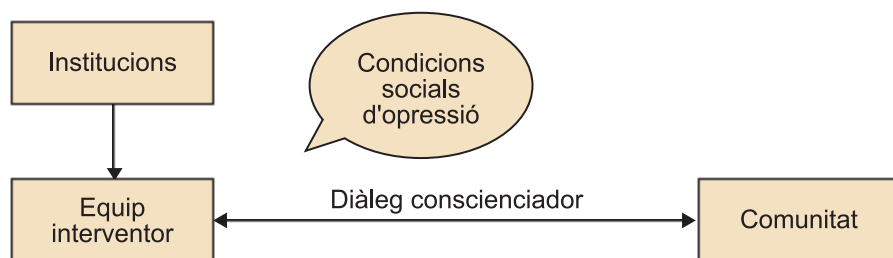 Institucions
Condicions
socials
d'opressió
Equip
interventor
Diàleg conscienciador
Comunitat